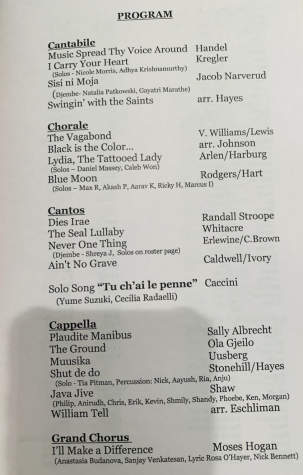 PROGRAM
Cantabile
Music Spread Thy Voice Around Handel
I Carry Your Heart Kregler
(Solos - Nicole Morris, Adhya Krishnamurthy)
Sisi ni Moja Jacob Narverud
(Djembe- Natalia Patkowski, Gayatri Marathe)
Swingin' with the Saints arr. Hayes
Chorale
The Vagabond V. Williams/Lewis
Black is the Color... arr. Johnson
Lydia, The Tattooed Lady Arlen/Harburg
(Solos – Daniel Massey, Caleb Won)
Blue Moon Rodgers/Hart
(Solos – Max R, Akash P, Aarav K, Ricky H, Marcus I)
Cantos
Dies Irae Randall Stroope
The Seal Lullaby Whitacre
Never One Thing Erlewine/C.Brown
(Djembe - Shreya J, Solos on roster page)
Ain't No Grave Caldwell/Ivory
Solo Song "Tu ch'ai le penne" Caccini
(Yume Suzuki, Cecilia Radaelli)
Cappella
Plaudite Manibus Sally Albrecht
The Ground Ola Gjeilo
Muusika Uusberg
Shut de do Stonehill/Hayes
(Solo - Tia Pitman, Percussion: Nick, Aayush, Ria, Anju)
Java Jive Shaw
(Philip, Anirudh, Chris, Erik, Kevin, Shmily, Shandy, Phoebe, Ken, Morgan)
William Tell arr. Eschliman
Grand Chorus
I'll Make a Difference Moses Hogan
(Anastasia Budanova, Sanjay Venkatesan, Lyric Rosa O'Hayer, Nick Bennett)